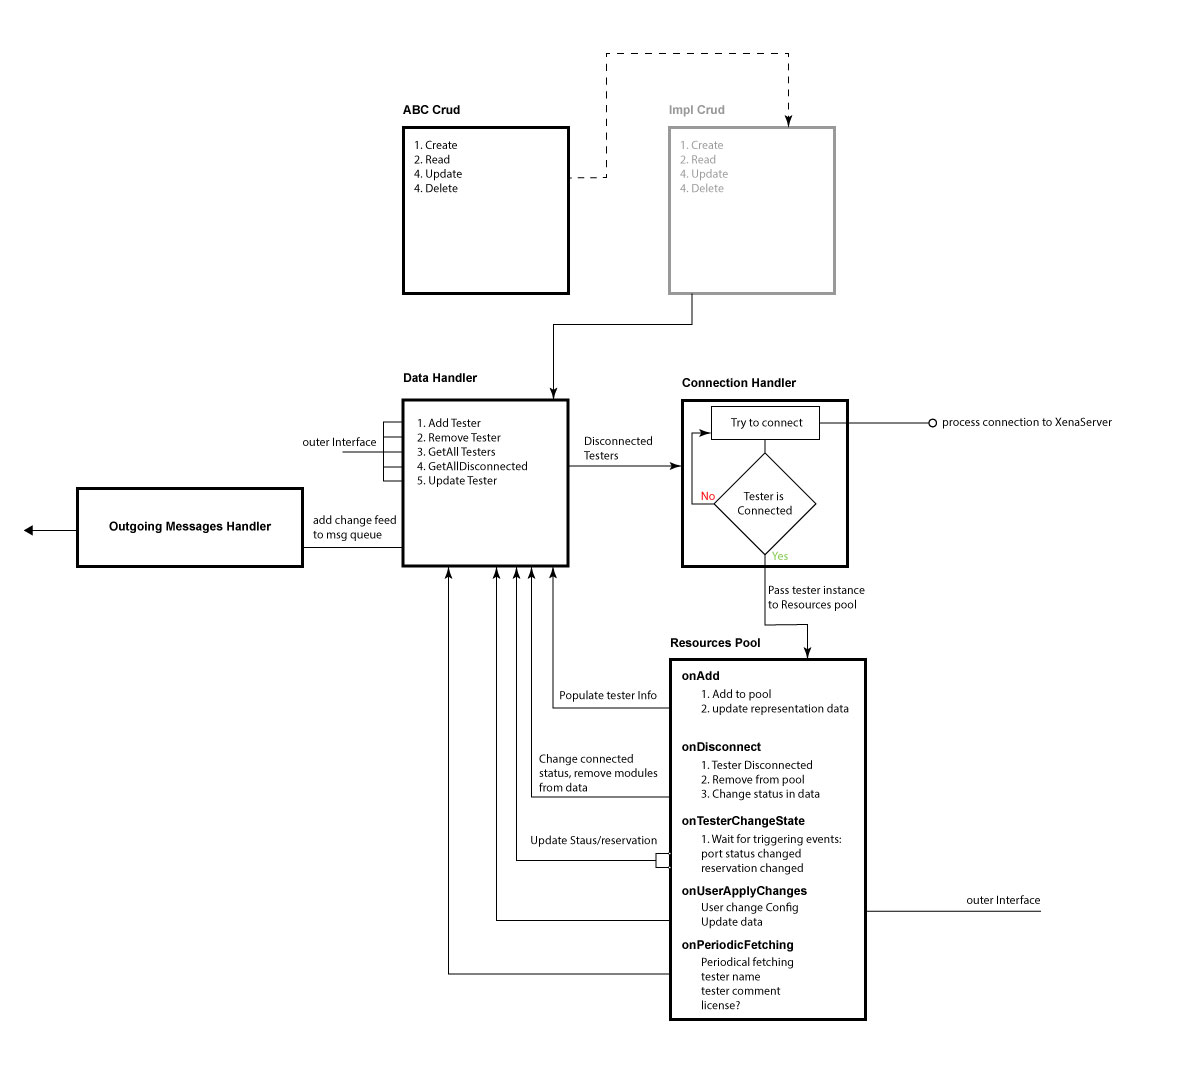 ABC Crud
1. Create
2. Read
4. Update
4. Delete
Impl Crud
1. Create
2. Read
4. Update
4. Delete
Data Handler
1. Add Tester
2. Remove Tester
3. GetAll Testers
4. GetAllDisconnected
5. Update Tester
outer Interface
Outgoing Messages Handler
add change feed
to msg queue
Disconnected
Testers
Connection Handler
Try to connect
No
Tester is
Connected
Yes
process connection to XenaServer
Pass tester instance
to Resources pool
Resources Pool
onAdd
1. Add to pool
2. update representation data
onDisconnect
1. Tester Disconnected
2. Remove from pool
3. Change status in data
onTesterChangeState
1. Wait for triggering events:
port status changed
reservation changed
onUserApplyChanges
User change Config
Update data
onPeriodicFetching
Periodical fetching
tester name
tester comment
license?
Populate tester Info
Change connected
status, remove modules
from data
Update Staus/reservation
outer Interface